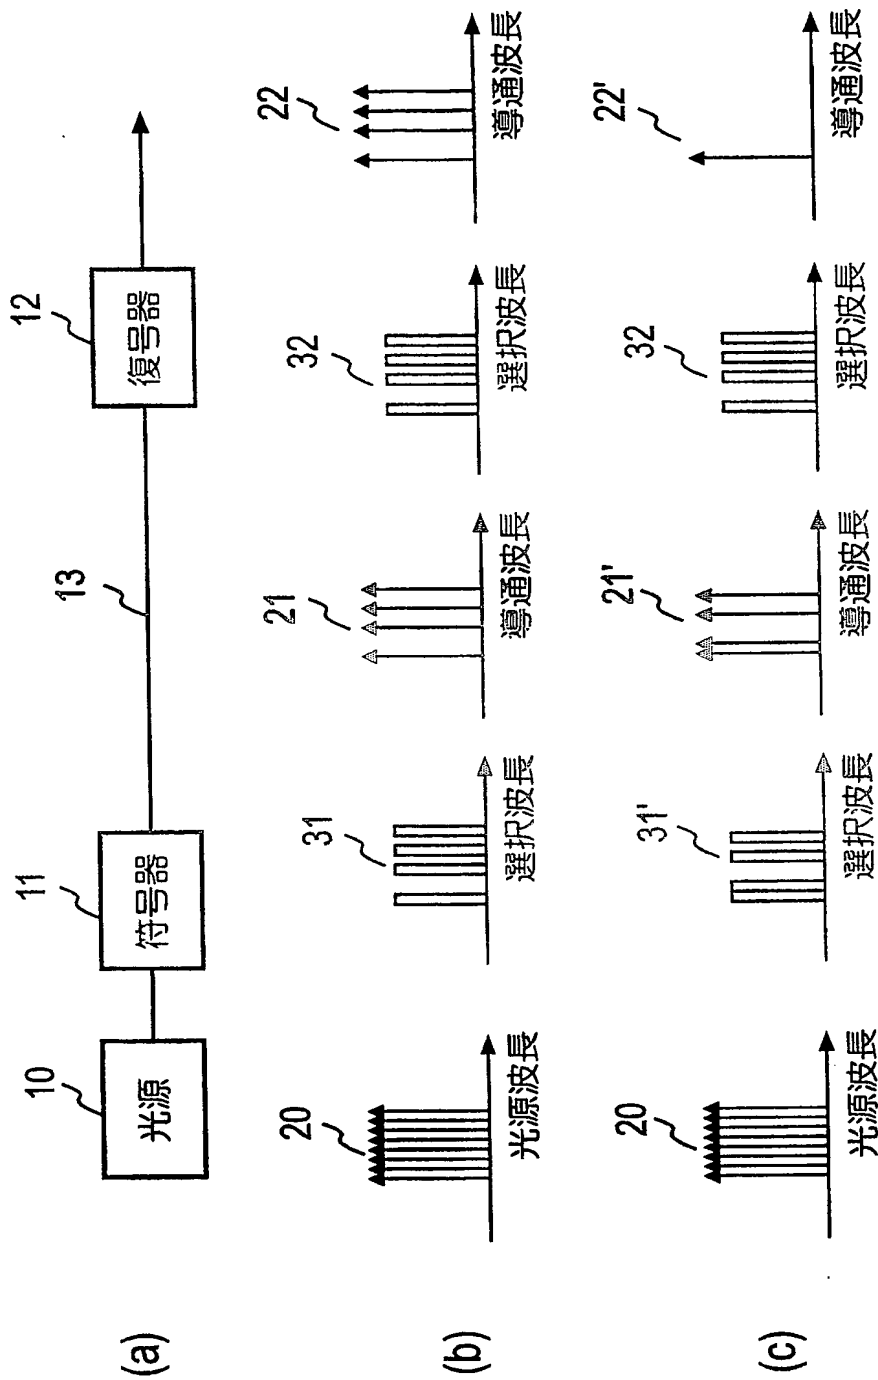 (a)
10
光源
11
符号器
13
12
復号器
(b)
20
光源波長
31
選択波長
21
導通波長
32
選択波長
22
導通波長
(c)
20
光源波長
31'
選択波長
21'
導通波長
32
選択波長
22'
導通波長